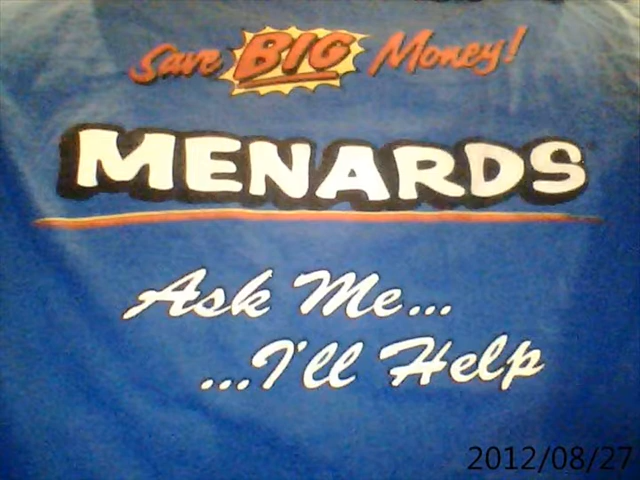 Save BIG Money!
MENARDS
Ask Me...
...I'll Help
2012/08/27